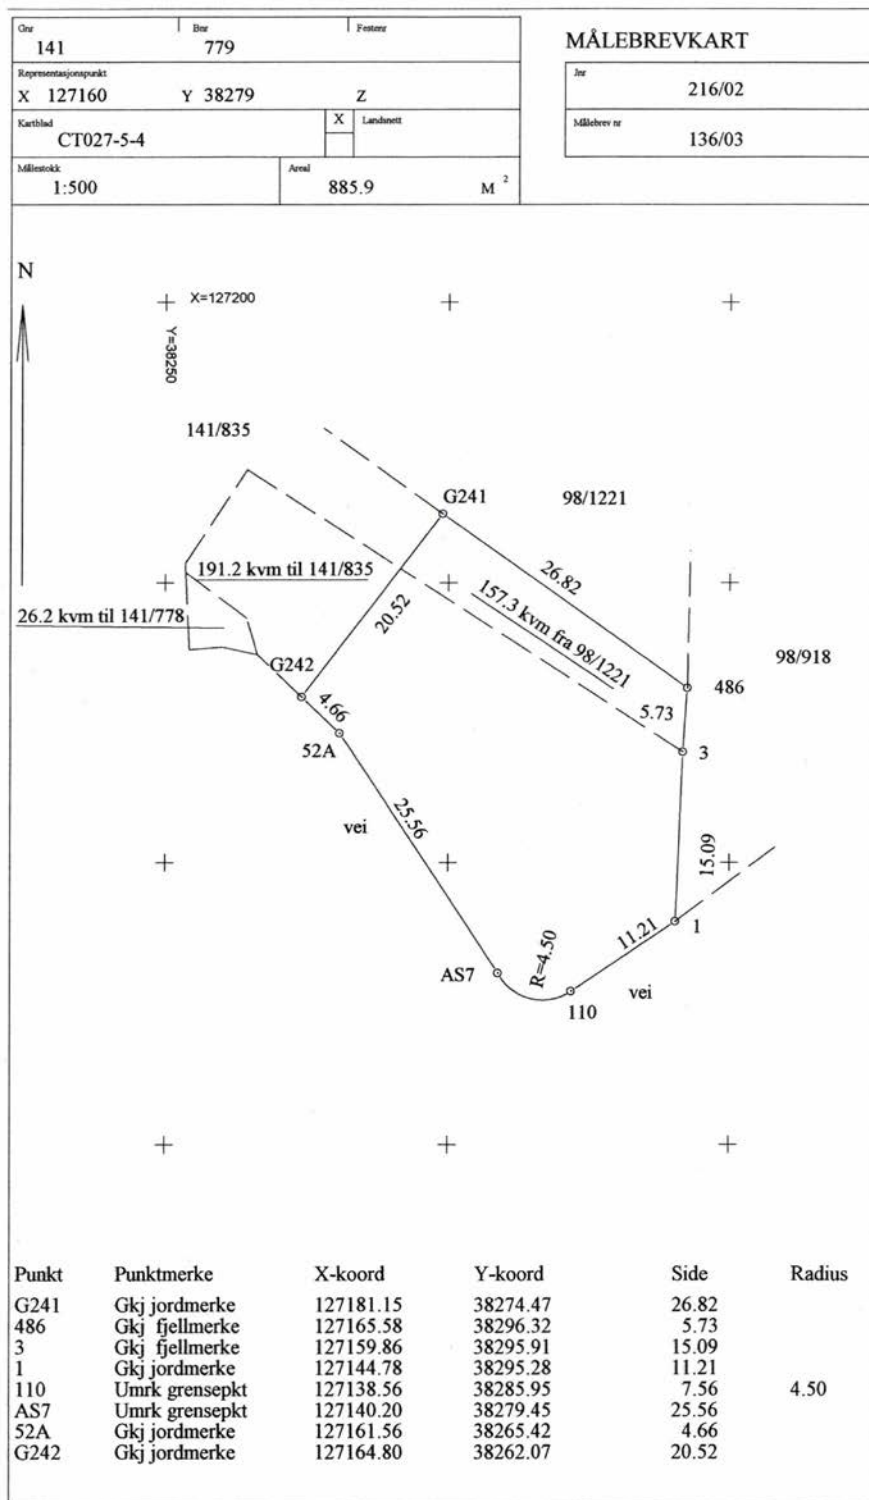 Gnr Bnr Festenr
141 779
MÅLEBREVKART
Representasjonspunkt
X 127160 Y 38279 Z
Jnr
216/02
Kartblad X Landsnett
CT027-5-4
Målebrev nr
136/03
Målestokk Areal
1:500 885.9 M 2
N
X=127200
Y=38250
141/835
G241
98/1221
26.82
191.2 kvm til 141/835
157.3 kvm fra 98/1221
20.52
26.2 kvm til 141/778
98/918
G242
486
4.66
5.73
52A
3
25.56
vei
15.09
1
11.21
R=4.50
AS7
vei
110
Punkt Punktmerke X-koord Y-koord Side Radius
G241 Gkj jordmerke 127181.15 38274.47 26.82
486 Gkj fjellmerke 127165.58 38296.32 5.73
3 Gkj fjellmerke 127159.86 38295.91 15.09
1 Gkj jordmerke 127144.78 38295.28 11.21
110 Umrk grensepkt 127138.56 38285.95 7.56 4.50
AS7 Umrk grensepkt 127140.20 38279.45 25.56
52A Gkj jordmerke 127161.56 38265.42 4.66
G242 Gkj jordmerke 127164.80 38262.07 20.52